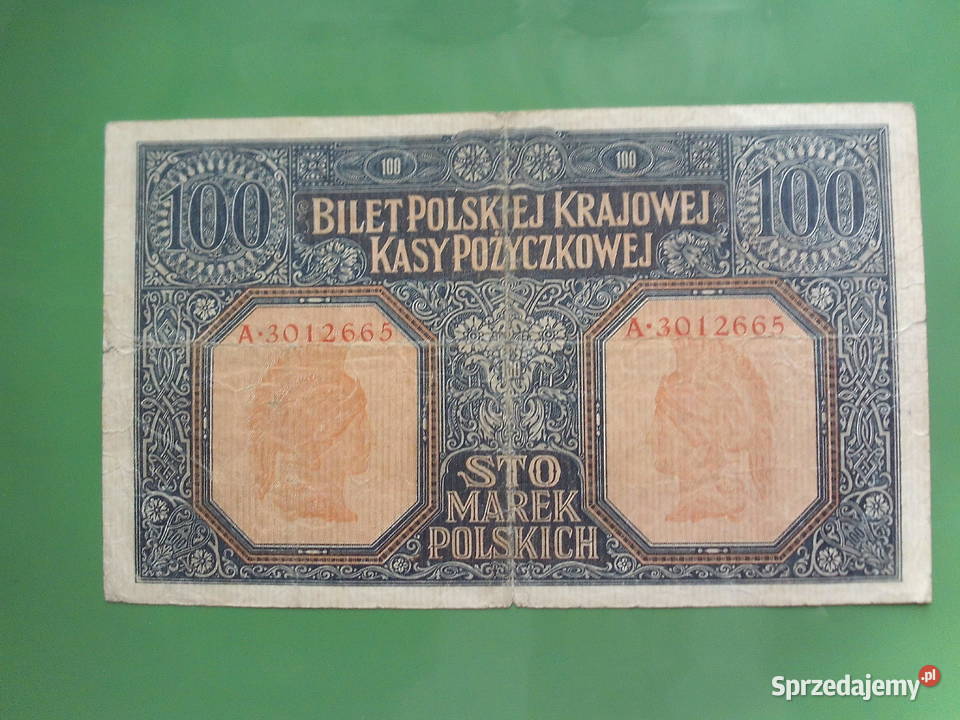 100 100
100 100
BILET POLSKIEJ KRAJOWEJ
KASY POŻYCZKOWEJ
A·3012665 A·3012665
STO
MAREK
POLSKICH
Sprzedajemy.pl